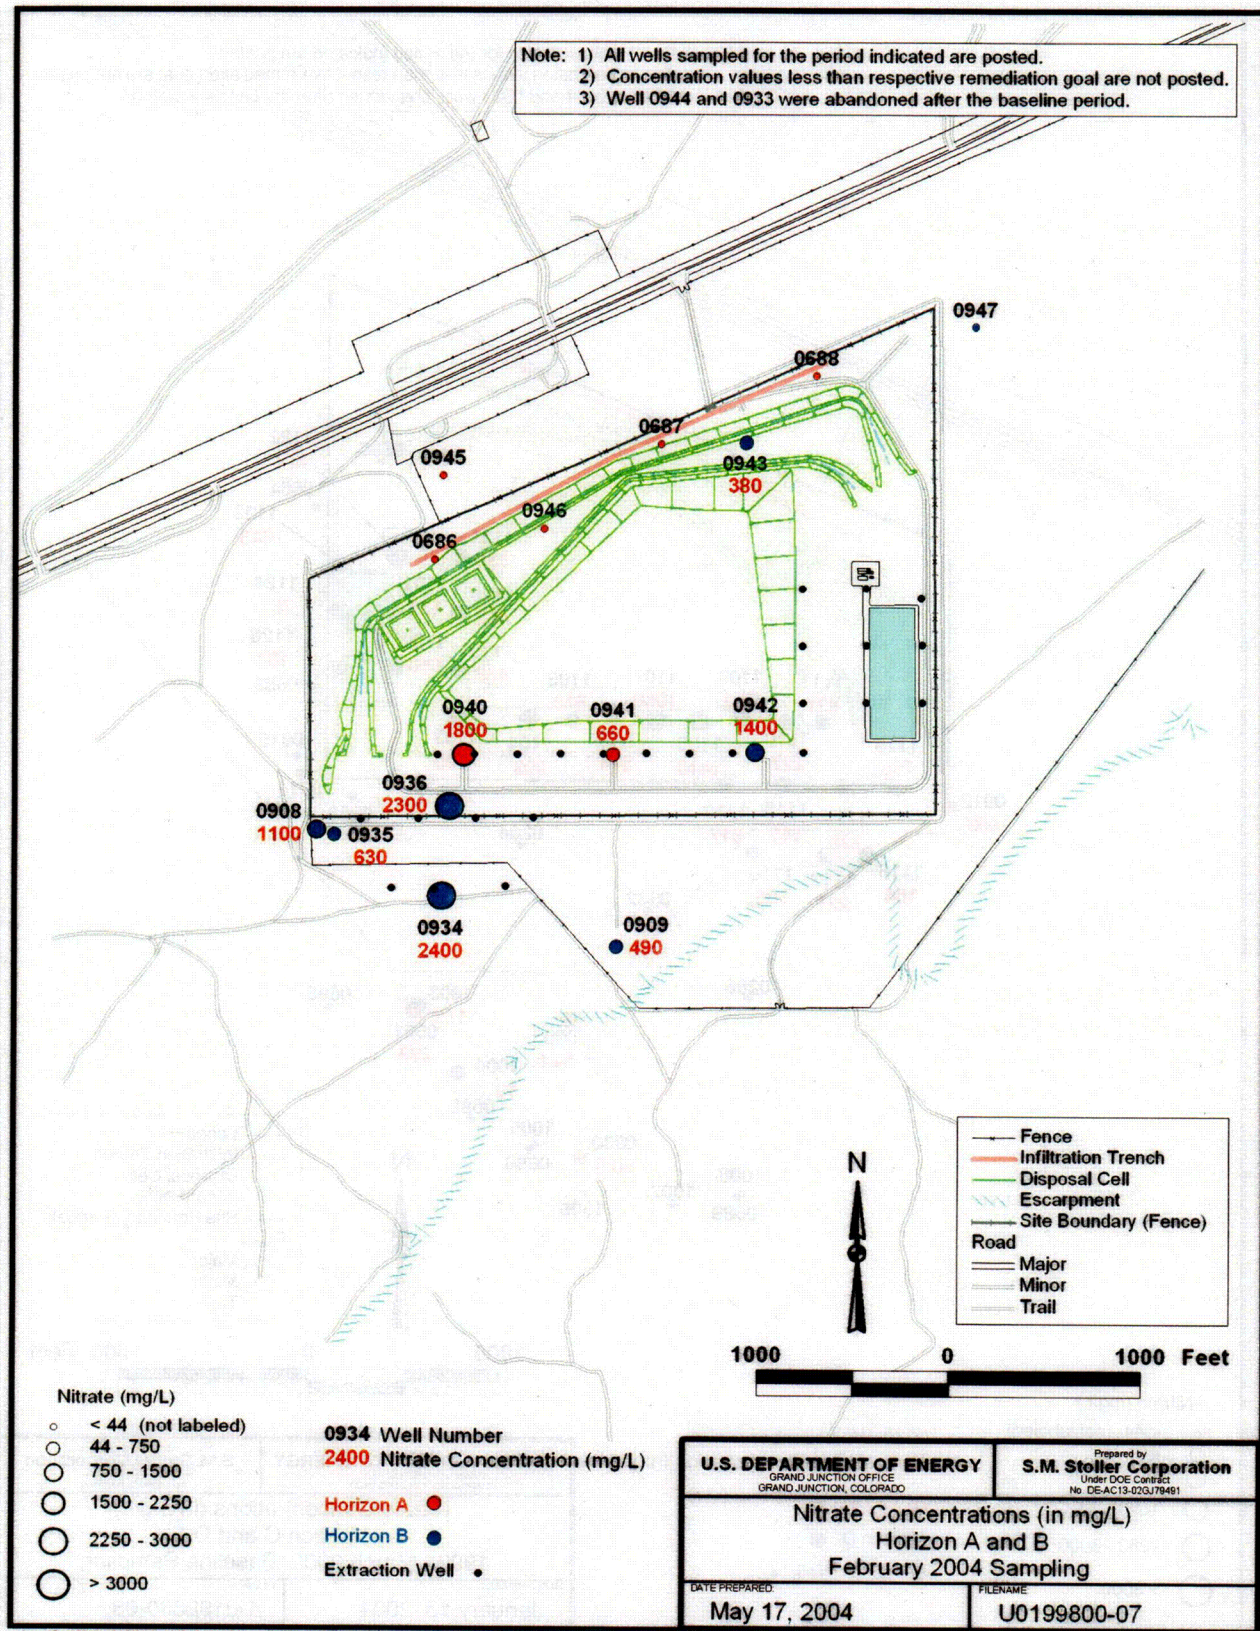 Note: 1) All wells sampled for the period indicated are posted.
2) Concentration values less than respective remediation goal are not posted.
3) Well 0944 and 0933 were abandoned after the baseline period.
0947
0688
0687
0943
380
0945
0946
0686
0940
1800
0941
660
0942
1400
0936
2300
0908
1100
0935
630
0934
2400
0909
490
Fence
Infiltration Trench
Disposal Cell
Escarpment
Site Boundary (Fence)
Road
Major
Minor
Trail
N
1000 0 1000 Feet
Nitrate (mg/L)
< 44 (not labeled)
44 - 750
750 - 1500
1500 - 2250
2250 - 3000
> 3000
0934 Well Number
2400 Nitrate Concentration (mg/L)
Horizon A
Horizon B
Extraction Well
U.S. DEPARTMENT OF ENERGY
GRAND JUNCTION OFFICE
GRAND JUNCTION, COLORADO
Prepared by
S.M. Stoller Corporation
Under DOE Contract
No. DE-AC13-02GJ79491
Nitrate Concentrations (in mg/L)
Horizon A and B
February 2004 Sampling
DATE PREPARED:
May 17, 2004
FILENAME:
U0199800-07